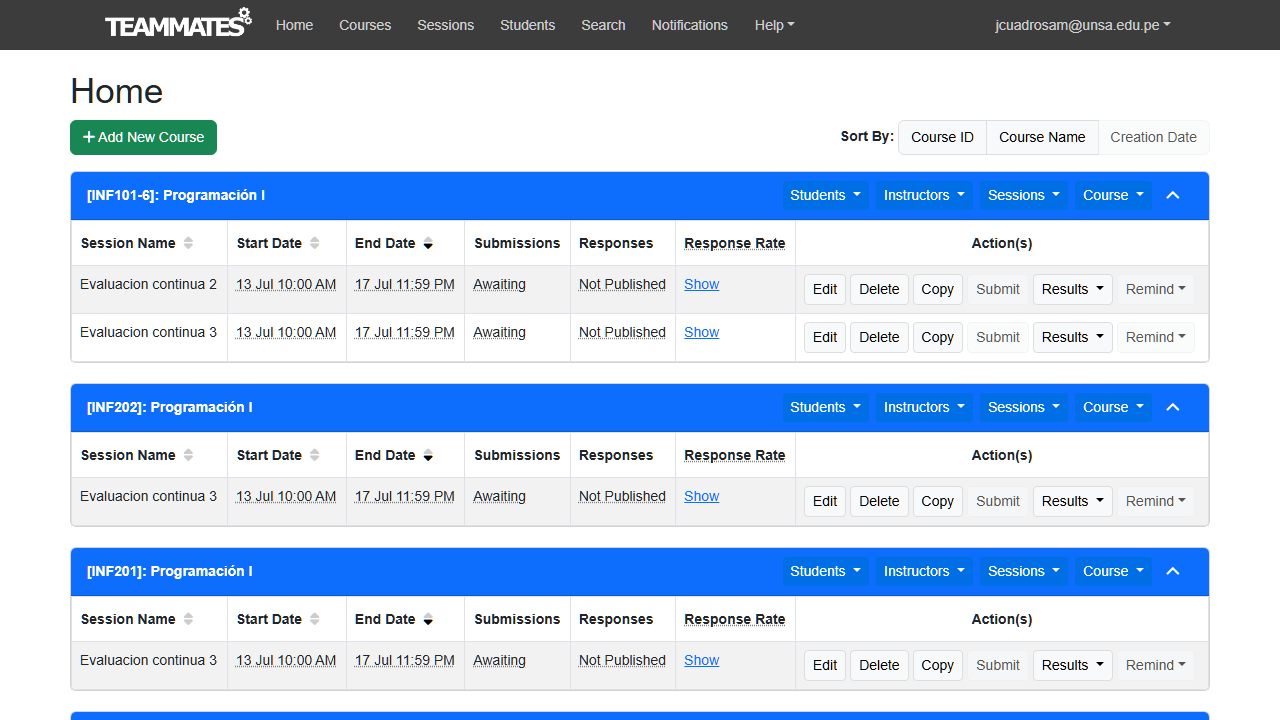 TEAMMATES Home Courses Sessions Students Search Notifications Help jcuadrosam@unsa.edu.pe
Home
+ Add New Course Sort By: Course ID Course Name Creation Date
[INF101-6]: Programación I Students Instructors Sessions Course
Session Name Start Date End Date Submissions Responses Response Rate Action(s)
Evaluacion continua 2 13 Jul 10:00 AM 17 Jul 11:59 PM Awaiting Not Published Show Edit Delete Copy Submit Results Remind
Evaluacion continua 3 13 Jul 10:00 AM 17 Jul 11:59 PM Awaiting Not Published Show Edit Delete Copy Submit Results Remind
[INF202]: Programación I Students Instructors Sessions Course
Session Name Start Date End Date Submissions Responses Response Rate Action(s)
Evaluacion continua 3 13 Jul 10:00 AM 17 Jul 11:59 PM Awaiting Not Published Show Edit Delete Copy Submit Results Remind
[INF201]: Programación I Students Instructors Sessions Course
Session Name Start Date End Date Submissions Responses Response Rate Action(s)
Evaluacion continua 3 13 Jul 10:00 AM 17 Jul 11:59 PM Awaiting Not Published Show Edit Delete Copy Submit Results Remind